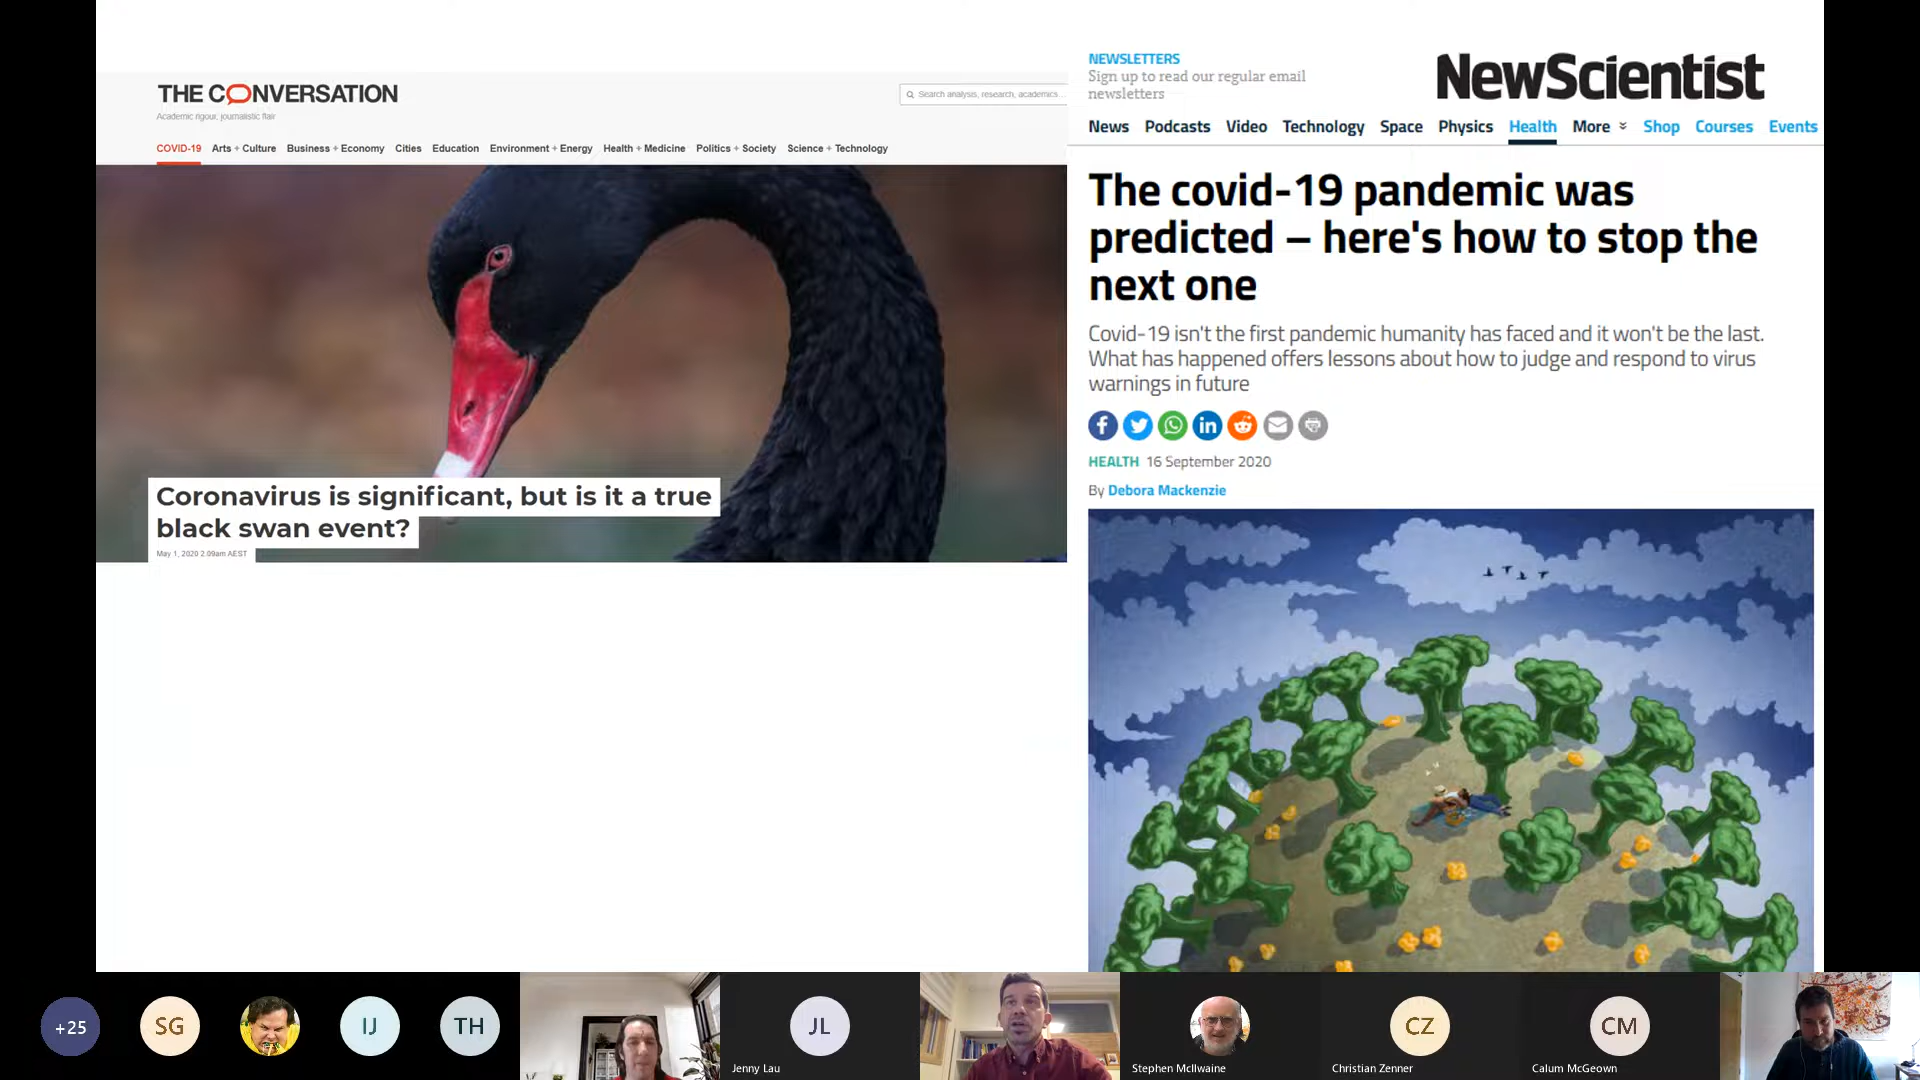 THE CONVERSATION
Academic rigour, journalistic flair
Search analysis, research, academics...
COVID-19 Arts + Culture Business + Economy Cities Education Environment + Energy Health + Medicine Politics + Society Science + Technology
Coronavirus is significant, but is it a true
black swan event?
May 1, 2020 2.09am AEST
NEWSLETTERS
Sign up to read our regular email
newsletters
NewScientist
News Podcasts Video Technology Space Physics Health More Shop Courses Events
The covid-19 pandemic was
predicted – here's how to stop the
next one
Covid-19 isn't the first pandemic humanity has faced and it won't be the last.
What has happened offers lessons about how to judge and respond to virus
warnings in future
HEALTH 16 September 2020
By Debora Mackenzie
+25
SG
IJ
TH
JL
Jenny Lau
Stephen McIlwaine
CZ
Christian Zenner
CM
Calum McGeown